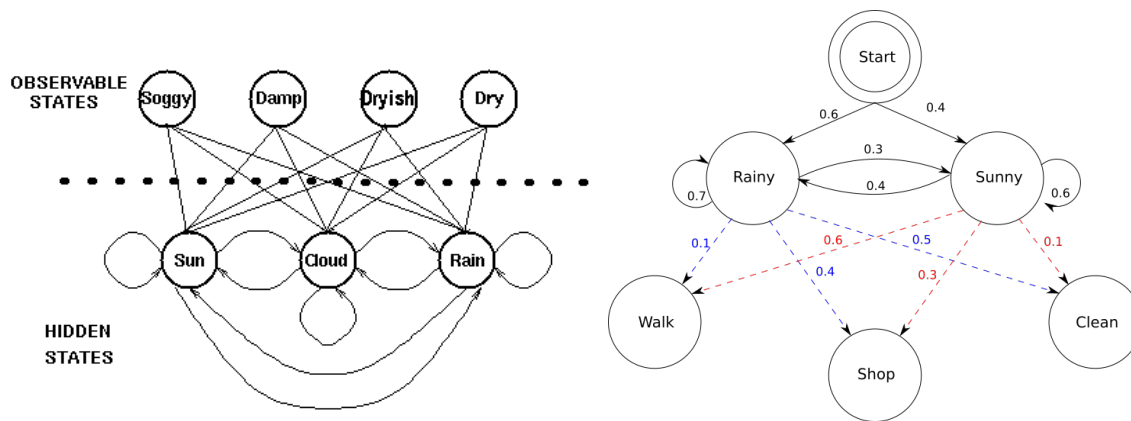 OBSERVABLE
STATES
Soggy
Damp
Dryish
Dry
Sun
Cloud
Rain
HIDDEN
STATES
Start
0.6
0.4
Rainy
0.3
0.4
Sunny
0.7
0.6
0.1
0.6
0.5
0.1
0.4
0.3
Walk
Shop
Clean